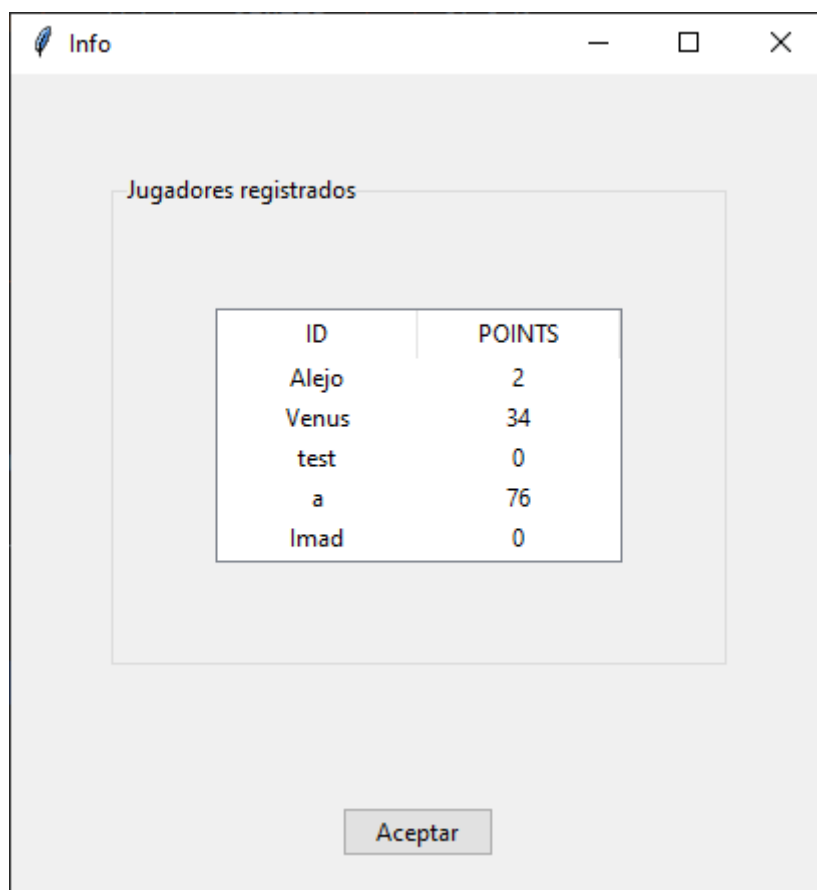 Info
Jugadores registrados
ID POINTS
Alejo 2
Venus 34
test 0
a 76
Imad 0
Aceptar